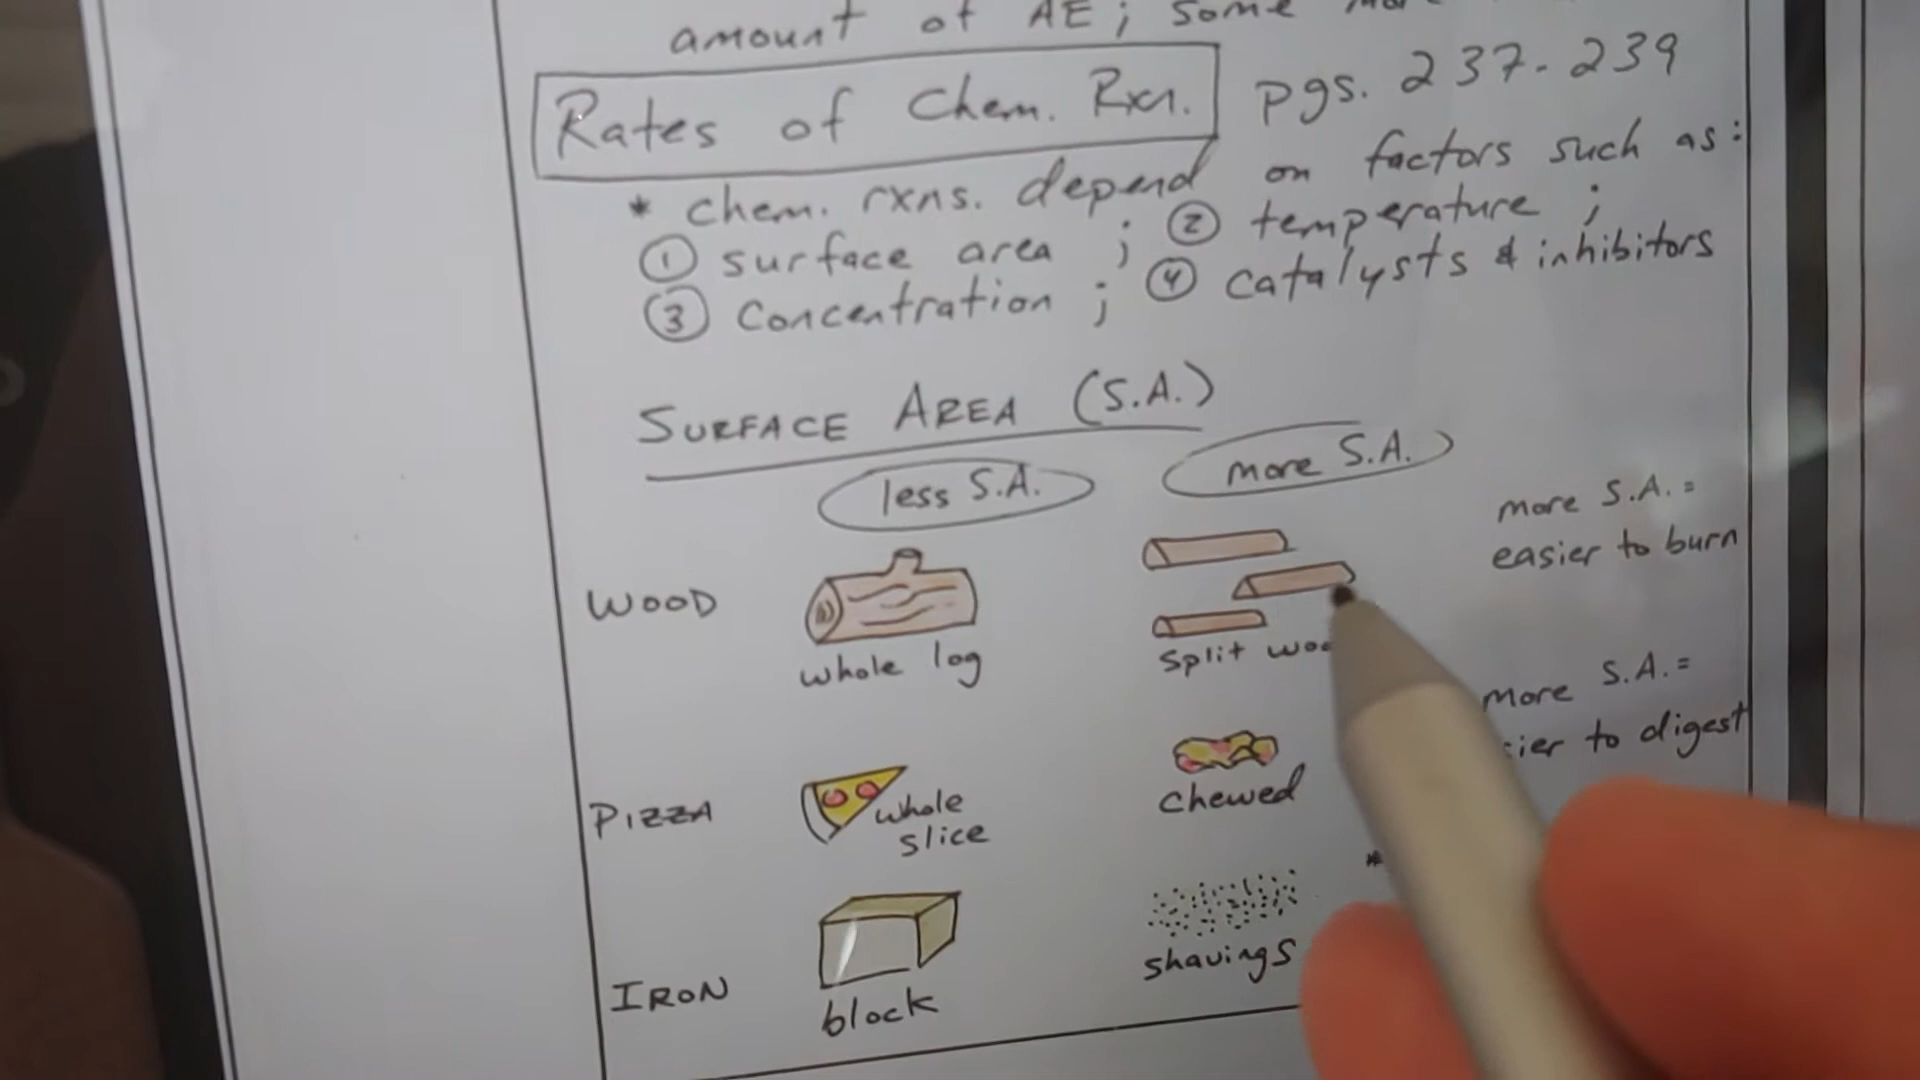 amount of AE; some
Rates of Chem. Rxn. pgs. 237-239
* chem. rxns. depend on factors such as:
① surface area ; ② temperature ;
③ concentration ; ④ catalysts & inhibitors
SURFACE AREA (S.A.)
less S.A. more S.A.
more S.A. =
easier to burn
WOOD
whole log split
more S.A. =
to digest
PIZZA
whole
slice
chewed
*
IRON
block
shavings